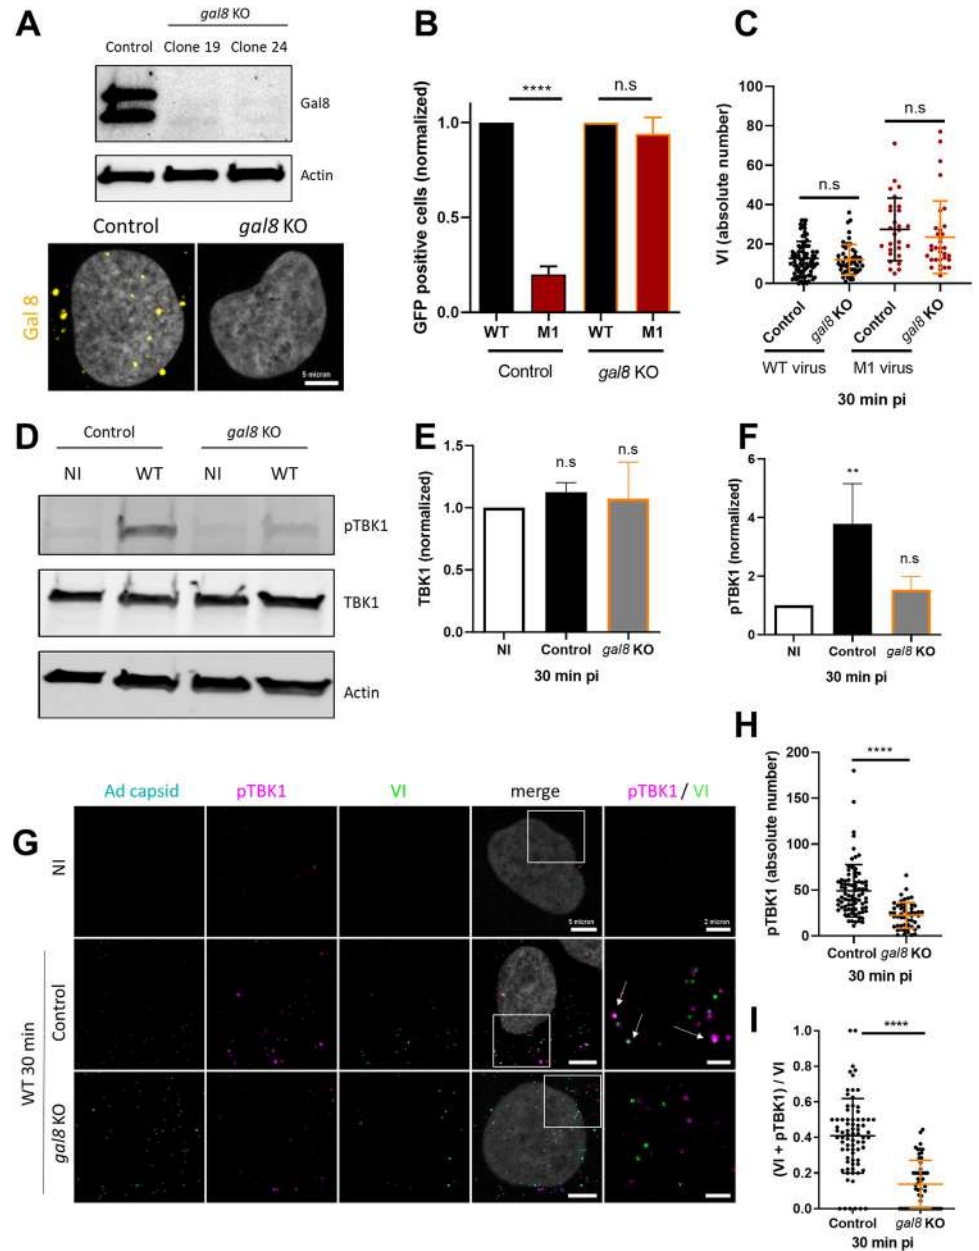 A
gal8 KO
Control Clone 19 Clone 24
Gal8
Actin
Control gal8 KO
Gal 8
5 micron
B
GFP positive cells (normalized)
1.0
0.5
0.0
**** n.s
WT M1 WT M1
Control gal8 KO
C
VI (absolute number)
100
80
60
40
20
0
n.s
n.s
Control gal8 KO Control gal8 KO
WT virus M1 virus
30 min pi
D
Control gal8 KO
NI WT NI WT
pTBK1
TBK1
Actin
E
TBK1 (normalized)
1.5
1.0
0.5
0.0
n.s n.s
NI Control gal8 KO
30 min pi
F
pTBK1 (normalized)
6
4
2
0
**
n.s
NI Control gal8 KO
30 min pi
G
Ad capsid pTBK1 VI merge pTBK1 / VI
NI
5 micron 2 micron
WT 30 min
Control
gal8 KO
H
pTBK1 (absolute number)
200
150
100
50
0
****
Control gal8 KO
30 min pi
I
(VI + pTBK1) / VI
1.0
0.8
0.6
0.4
0.2
0.0
****
Control gal8 KO
30 min pi